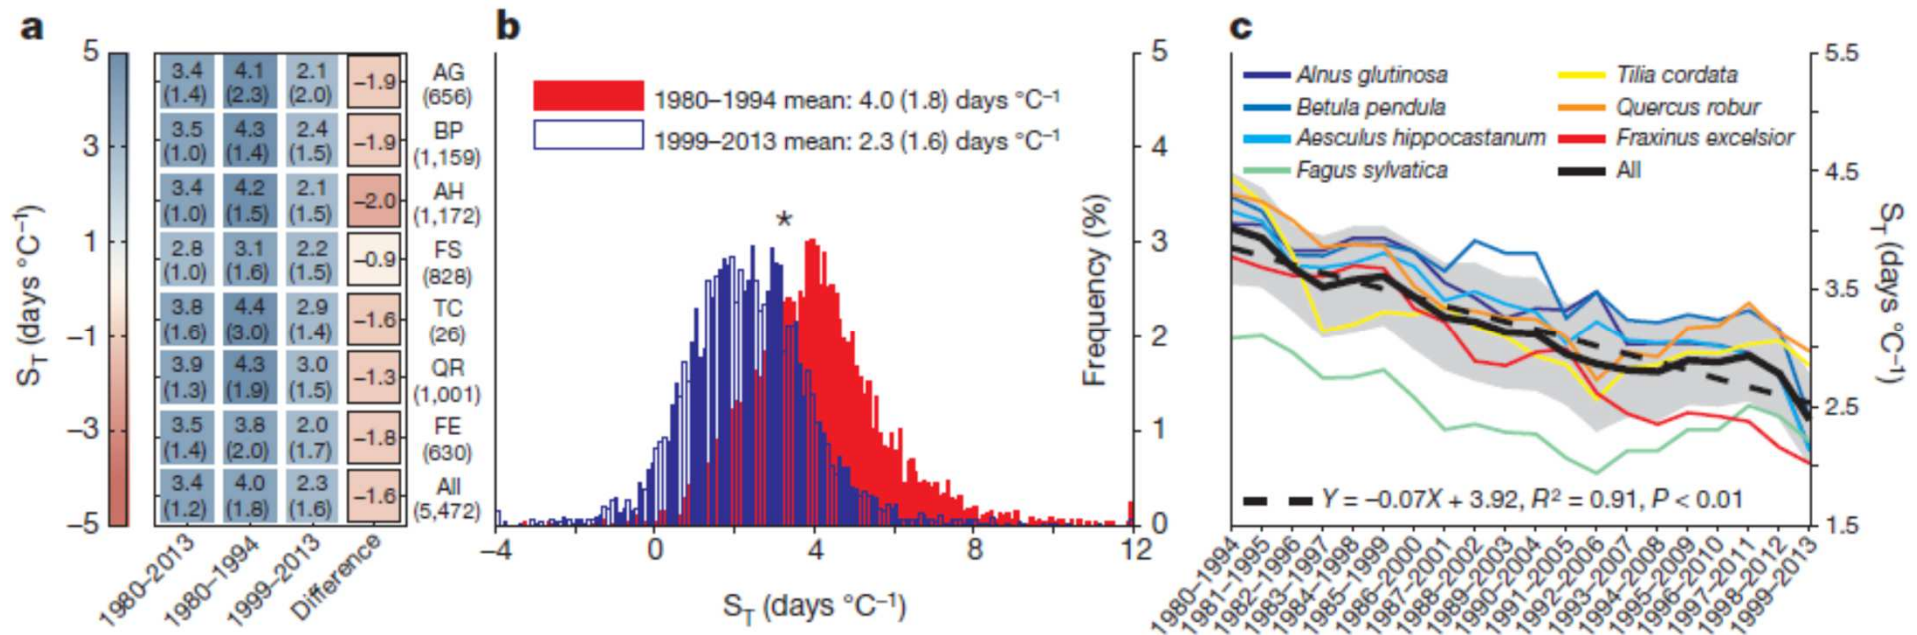 a
5
3
1
−1
−3
−5
S_T (days °C⁻¹)
3.4 4.1 2.1 −1.9 AG
(1.4) (2.3) (2.0) (656)
3.5 4.3 2.4 −1.9 BP
(1.0) (1.4) (1.5) (1,159)
3.4 4.2 2.1 −2.0 AH
(1.0) (1.5) (1.5) (1,172)
2.8 3.1 2.2 −0.9 FS
(1.0) (1.6) (1.5) (828)
3.8 4.4 2.9 −1.6 TC
(1.6) (3.0) (1.4) (26)
3.9 4.3 3.0 −1.3 QR
(1.3) (1.9) (1.5) (1,001)
3.5 3.8 2.0 −1.8 FE
(1.4) (2.0) (1.7) (630)
3.4 4.0 2.3 −1.6 All
(1.2) (1.8) (1.6) (5,472)
1980–2013
1980–1994
1999–2013
Difference
b
1980–1994 mean: 4.0 (1.8) days °C⁻¹
1999–2013 mean: 2.3 (1.6) days °C⁻¹
*
5
4
3
2
1
0
Frequency (%)
−4 0 4 8 12
S_T (days °C⁻¹)
c
Alnus glutinosa
Betula pendula
Aesculus hippocastanum
Fagus sylvatica
Tilia cordata
Quercus robur
Fraxinus excelsior
All
Y = −0.07X + 3.92, R² = 0.91, P < 0.01
5.5
4.5
3.5
2.5
1.5
S_T (days °C⁻¹)
1980–1994
1981–1995
1982–1996
1983–1997
1984–1998
1985–1999
1986–2000
1987–2001
1988–2002
1989–2003
1990–2004
1991–2005
1992–2006
1993–2007
1994–2008
1995–2009
1996–2010
1997–2011
1998–2012
1999–2013